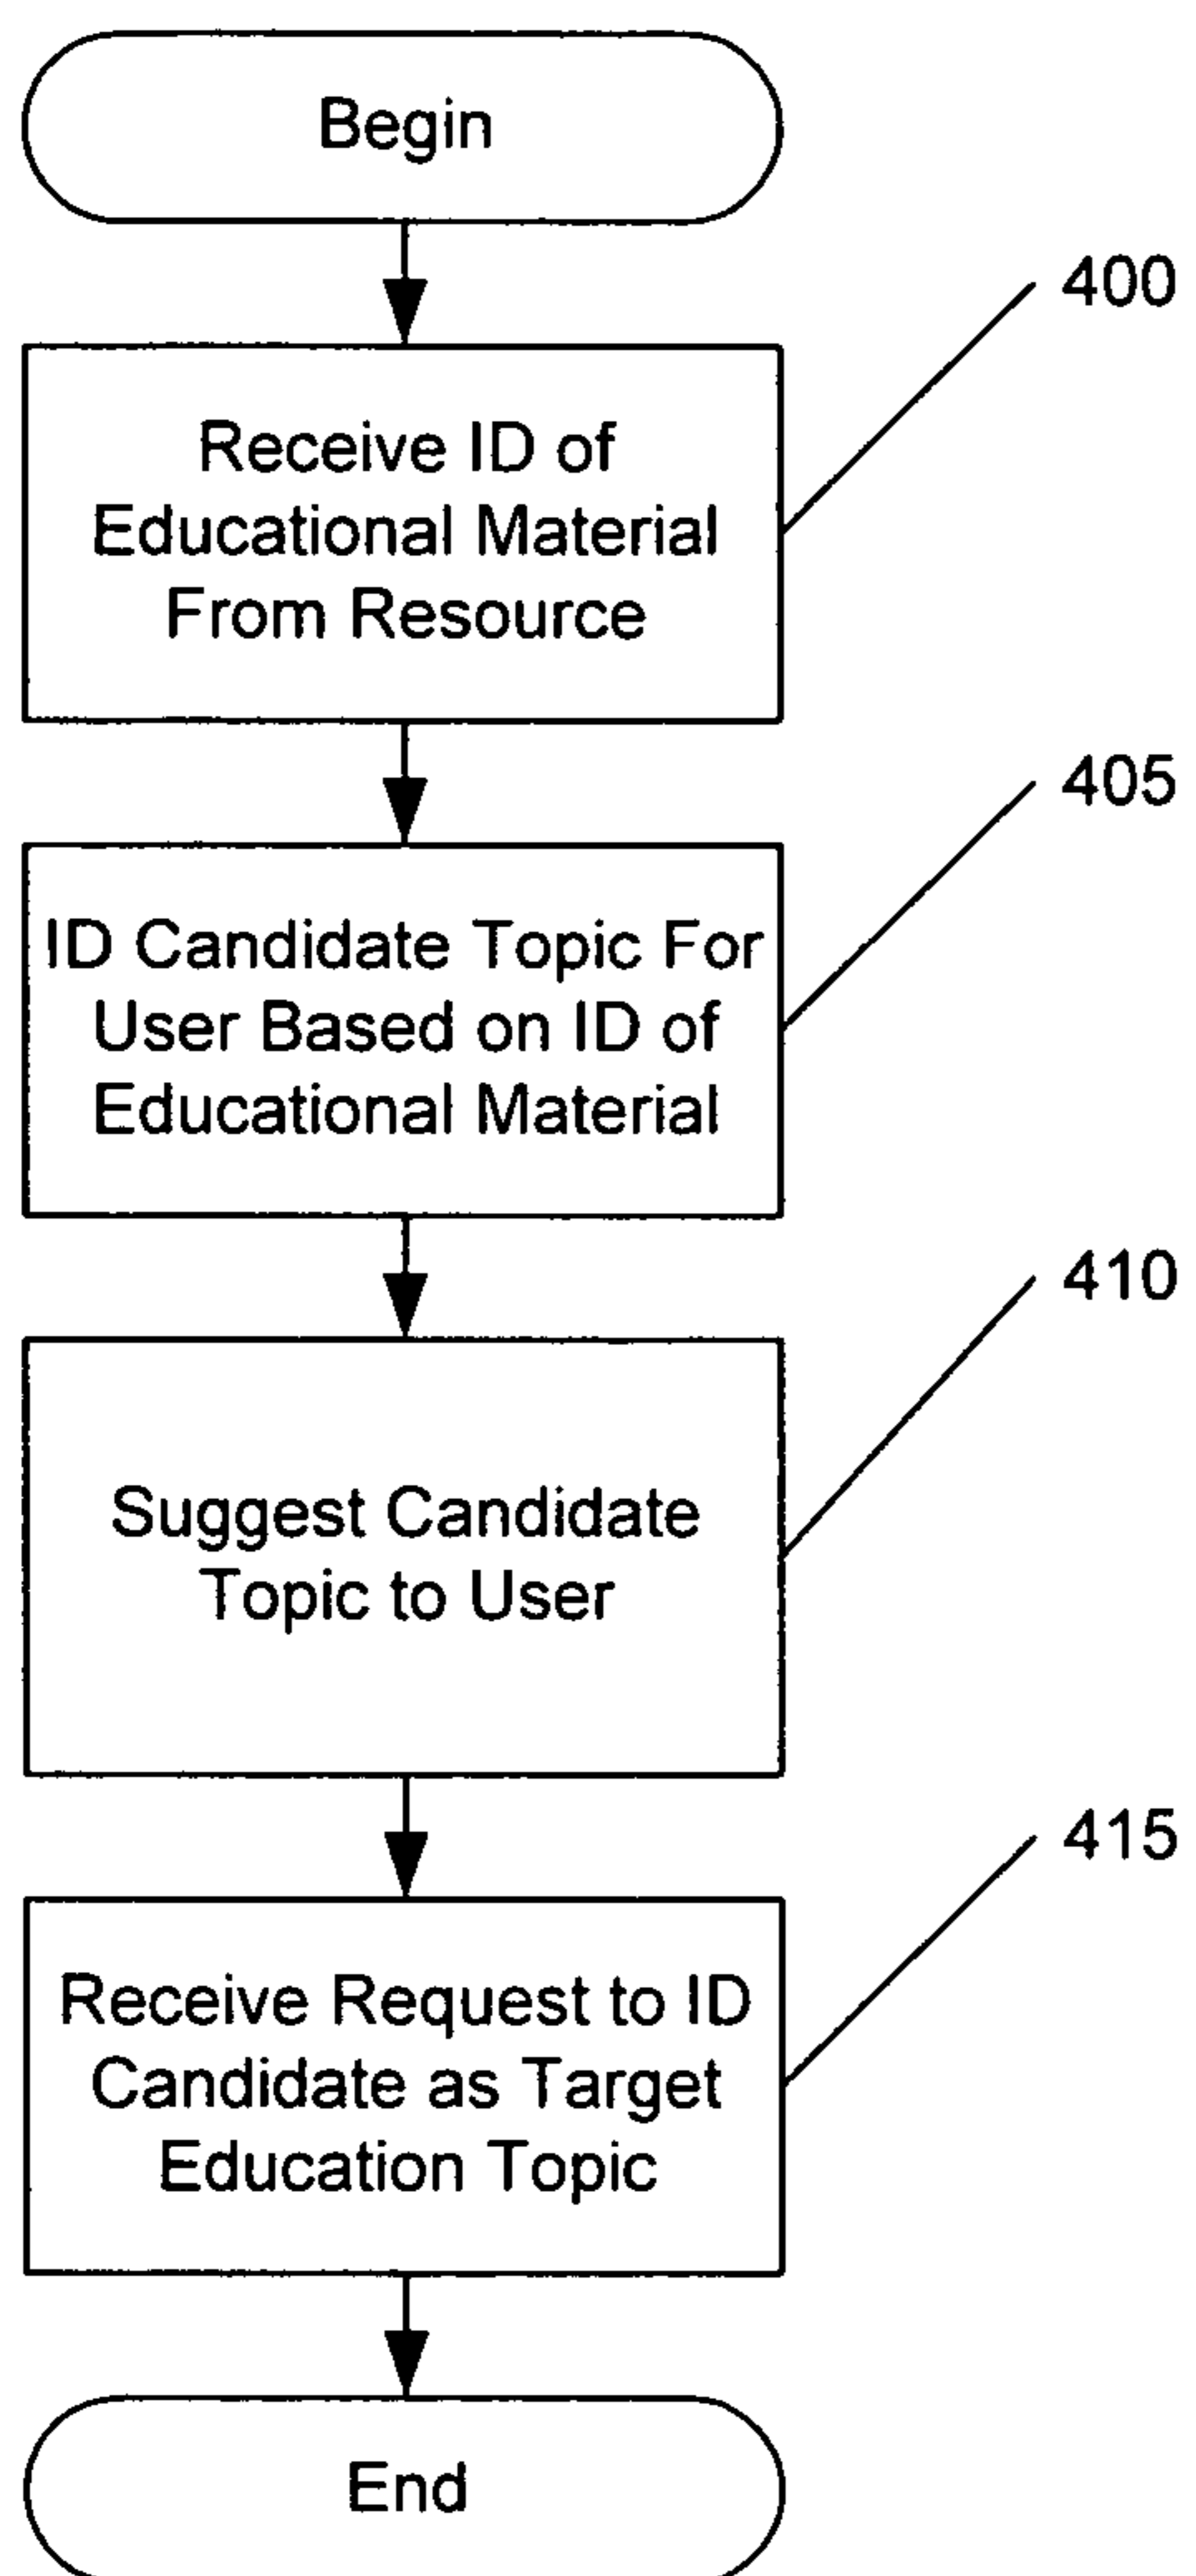 Begin
400
Receive ID of
Educational Material
From Resource
405
ID Candidate Topic For
User Based on ID of
Educational Material
410
Suggest Candidate
Topic to User
415
Receive Request to ID
Candidate as Target
Education Topic
End